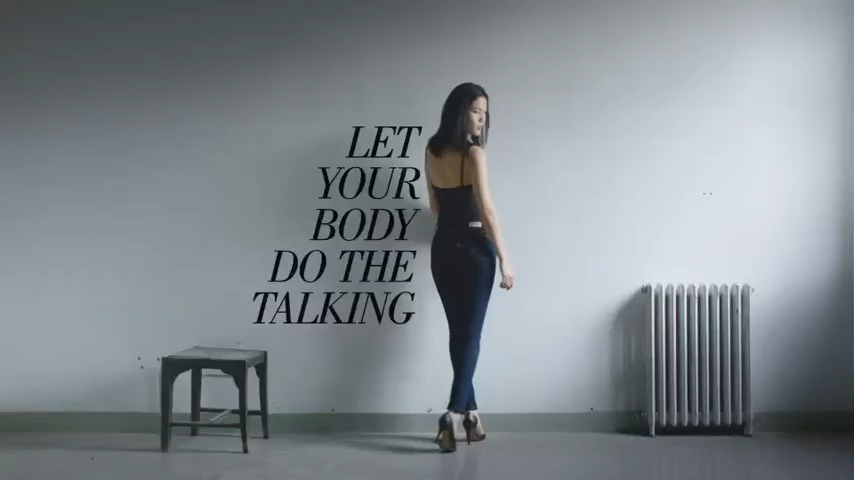 LET
YOUR
BODY
DO THE
TALKING